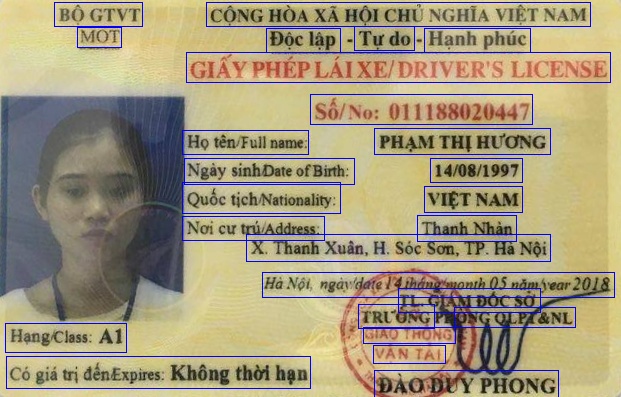 BỘ GTVT
MOT
CỘNG HÒA XÃ HỘI CHỦ NGHĨA VIỆT NAM
Độc lập - Tự do - Hạnh phúc
GIẤY PHÉP LÁI XE/ DRIVER'S LICENSE
Số/No: 011188020447
Họ tên/Full name: PHẠM THỊ HƯƠNG
Ngày sinh/Date of Birth: 14/08/1997
Quốc tịch/Nationality: VIỆT NAM
Nơi cư trú/Address: Thanh Nhàn
X. Thanh Xuân, H. Sóc Sơn, TP. Hà Nội
Hà Nội, ngày/date 14 tháng/month 05 năm/year 2018
TL. GIÁM ĐỐC SỞ
TRƯỞNG PHÒNG QLPT&NL
GIAO THÔNG
VẬN TẢI
Hạng/Class: A1
Có giá trị đến/Expires: Không thời hạn
ĐÀO DUY PHONG